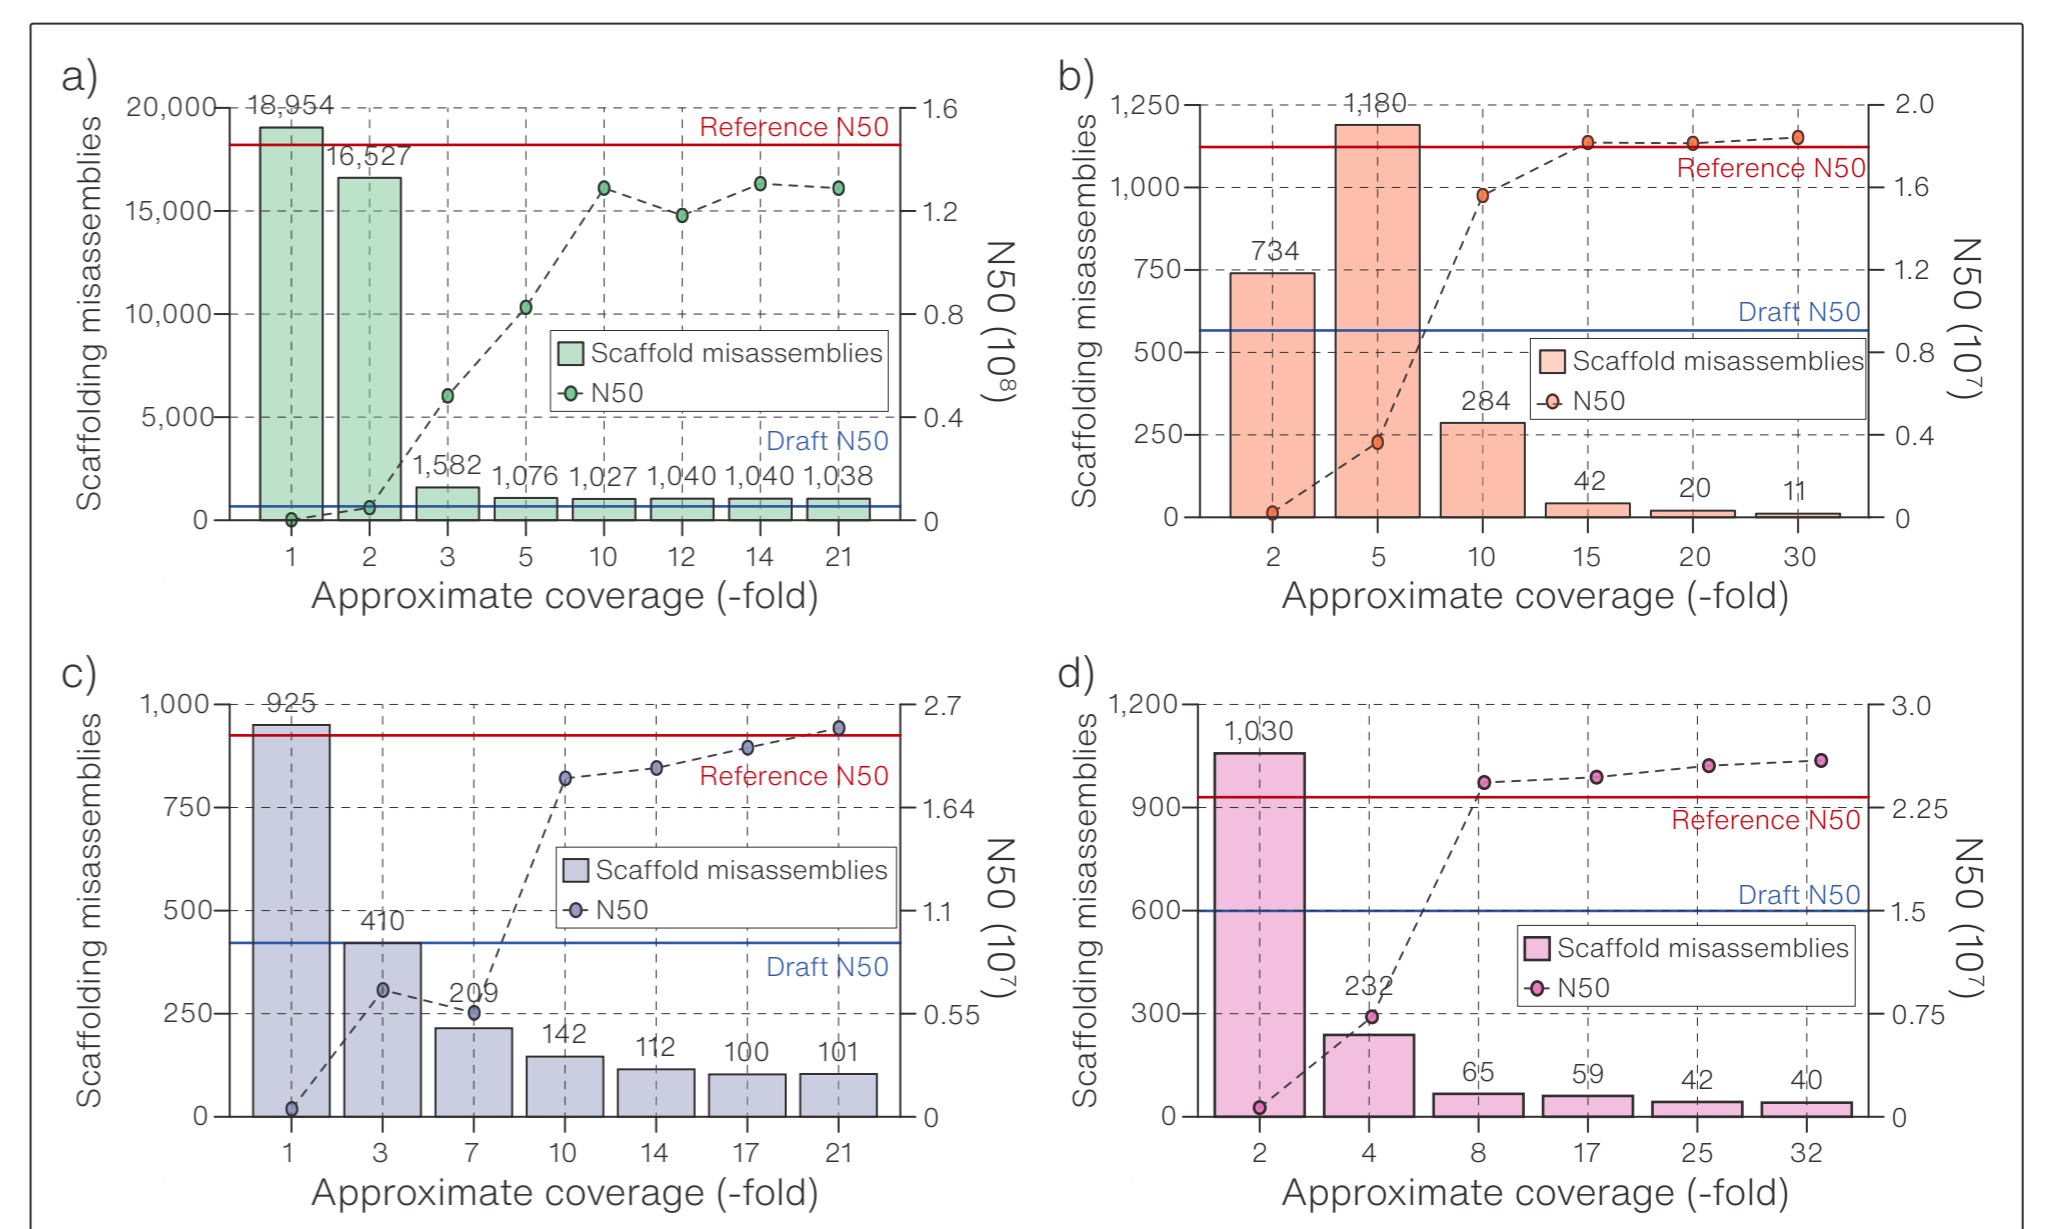 a)
18,954
16,527
1,582
1,076
1,027
1,040
1,040
1,038
20,000
15,000
10,000
5,000
0
Scaffolding misassemblies
1.6
1.2
0.8
0.4
0
N50 (10⁸)
Reference N50
Draft N50
Scaffold misassemblies
N50
1 2 3 5 10 12 14 21
Approximate coverage (-fold)
b)
734
1,180
284
42
20
11
1,250
1,000
750
500
250
0
Scaffolding misassemblies
2.0
1.6
1.2
0.8
0.4
0
N50 (10⁷)
Reference N50
Draft N50
Scaffold misassemblies
N50
2 5 10 15 20 30
Approximate coverage (-fold)
c)
925
410
209
142
112
100
101
1,000
750
500
250
0
Scaffolding misassemblies
2.7
1.64
1.1
0.55
0
N50 (10⁷)
Reference N50
Draft N50
Scaffold misassemblies
N50
1 3 7 10 14 17 21
Approximate coverage (-fold)
d)
1,030
232
65
59
42
40
1,200
900
600
300
0
Scaffolding misassemblies
3.0
2.25
1.5
0.75
0
N50 (10⁷)
Reference N50
Draft N50
Scaffold misassemblies
N50
2 4 8 17 25 32
Approximate coverage (-fold)